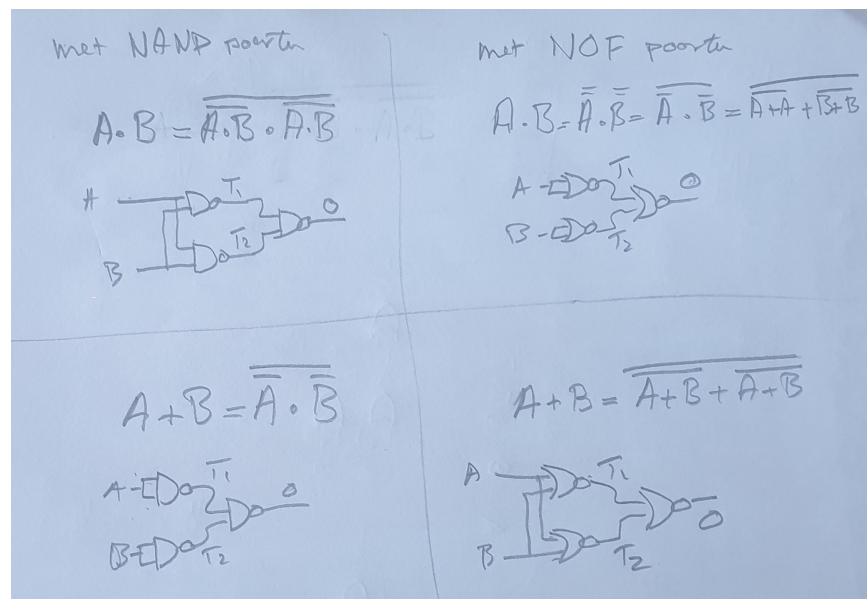 met NAND poorten
A·B = \overline{\overline{A·B} · \overline{A·B}}
A
T₁
O
T₂
B
met NOF poorten
A·B = \overline{\overline{A}} · \overline{\overline{B}} = \overline{\overline{\overline{A} · \overline{B}}} = \overline{\overline{A+A} + \overline{B+B}}
A
T₁
O
B
T₂
A+B = \overline{\overline{A} · \overline{B}}
T₁
A
O
B
T₂
A+B = \overline{\overline{A+B} + \overline{A+B}}
A
T₁
O
B
T₂